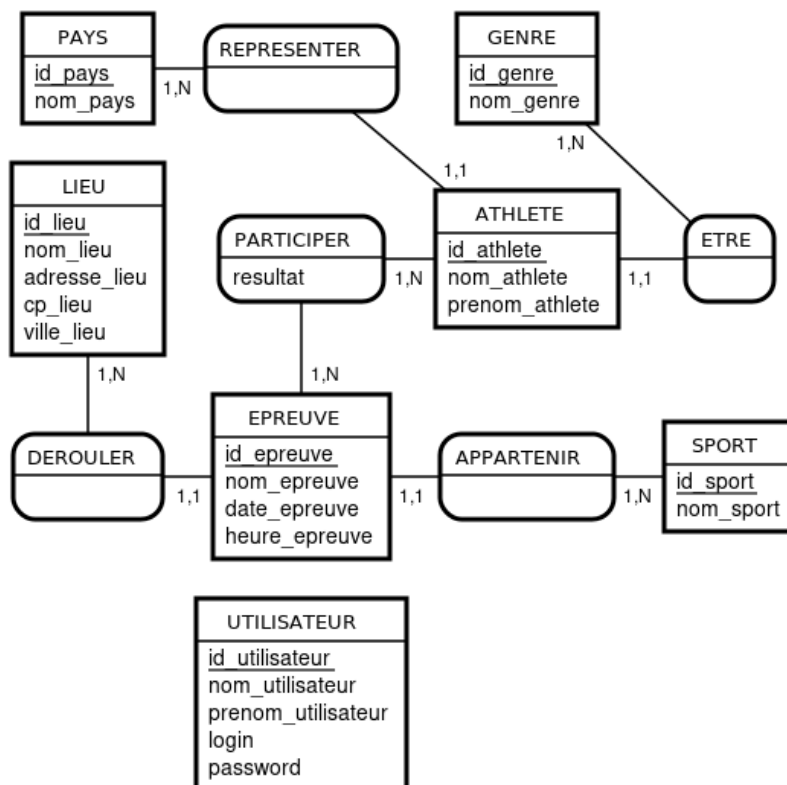 PAYS
id_pays
nom_pays
1,N
REPRESENTER
GENRE
id_genre
nom_genre
1,N
1,1
LIEU
id_lieu
nom_lieu
adresse_lieu
cp_lieu
ville_lieu
1,N
PARTICIPER
resultat
1,N
1,N
ATHLETE
id_athlete
nom_athlete
prenom_athlete
1,1
ETRE
DEROULER
1,1
EPREUVE
id_epreuve
nom_epreuve
date_epreuve
heure_epreuve
1,1
APPARTENIR
1,N
SPORT
id_sport
nom_sport
UTILISATEUR
id_utilisateur
nom_utilisateur
prenom_utilisateur
login
password